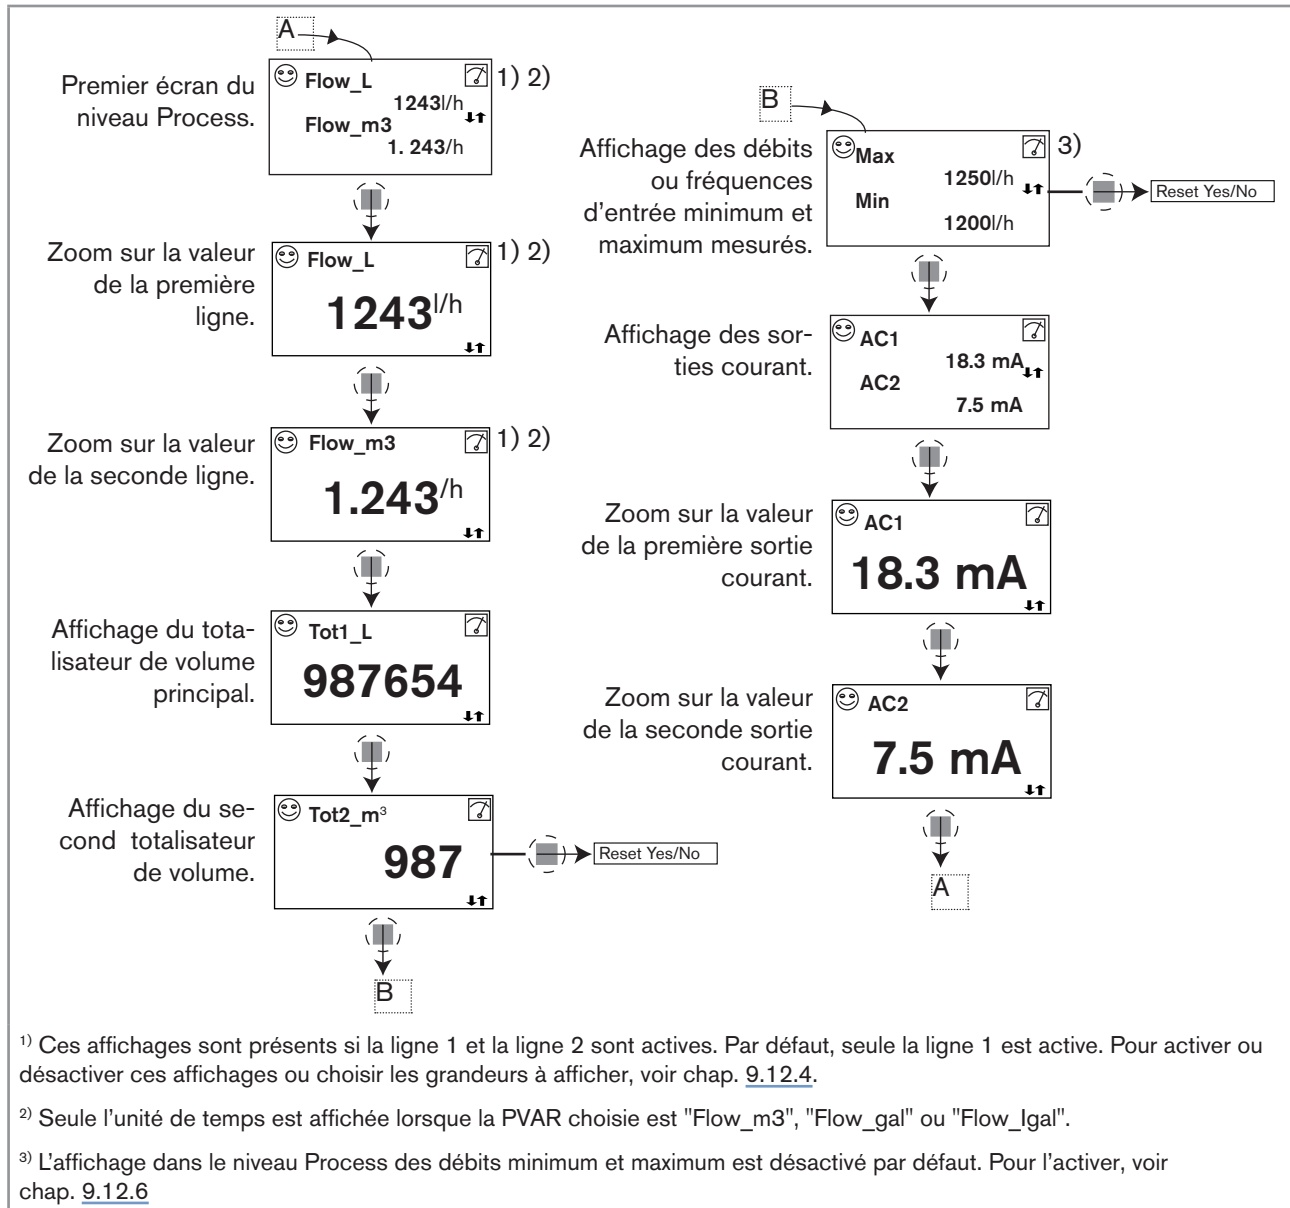 A
Premier écran du
niveau Process.
Flow_L
1243l/h
Flow_m3
1. 243/h
1) 2)
Zoom sur la valeur
de la première
ligne.
Flow_L
1243l/h
1) 2)
Zoom sur la valeur
de la seconde ligne.
Flow_m3
1.243/h
1) 2)
Affichage du tota-
lisateur de volume
principal.
Tot1_L
987654
Affichage du se-
cond totalisateur
de volume.
Tot2_m³
987
Reset Yes/No
B
B
Affichage des débits
ou fréquences
d'entrée minimum et
maximum mesurés.
Max
1250l/h
Min
1200l/h
3)
Reset Yes/No
Affichage des sor-
ties courant.
AC1
18.3 mA
AC2
7.5 mA
Zoom sur la valeur
de la première sortie
courant.
AC1
18.3 mA
Zoom sur la valeur
de la seconde sortie
courant.
AC2
7.5 mA
A
1) Ces affichages sont présents si la ligne 1 et la ligne 2 sont actives. Par défaut, seule la ligne 1 est active. Pour activer ou
désactiver ces affichages ou choisir les grandeurs à afficher, voir chap. 9.12.4.
2) Seule l'unité de temps est affichée lorsque la PVAR choisie est "Flow_m3", "Flow_gal" ou "Flow_Igal".
3) L'affichage dans le niveau Process des débits minimum et maximum est désactivé par défaut. Pour l'activer, voir
chap. 9.12.6